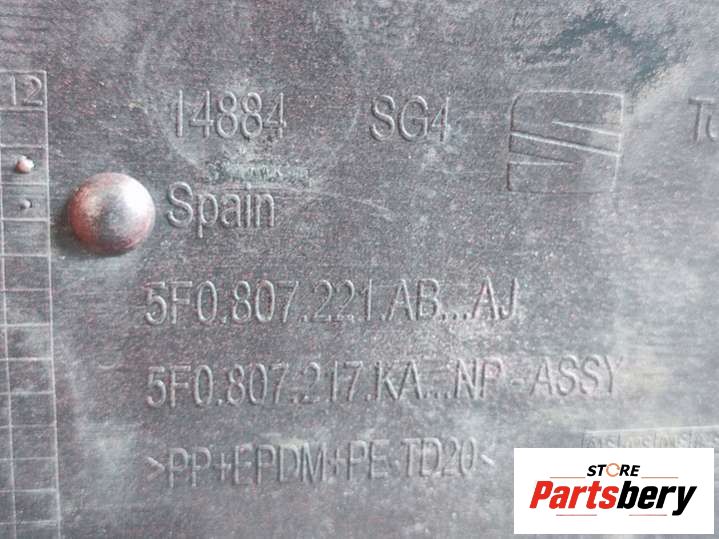 12
14884 SG4
Spain
5F0.807.221.AB...AJ
5F0.807.217.KA...NP-ASSY
>PP+EPDM+PE-TD20<
STORE
Partsbery